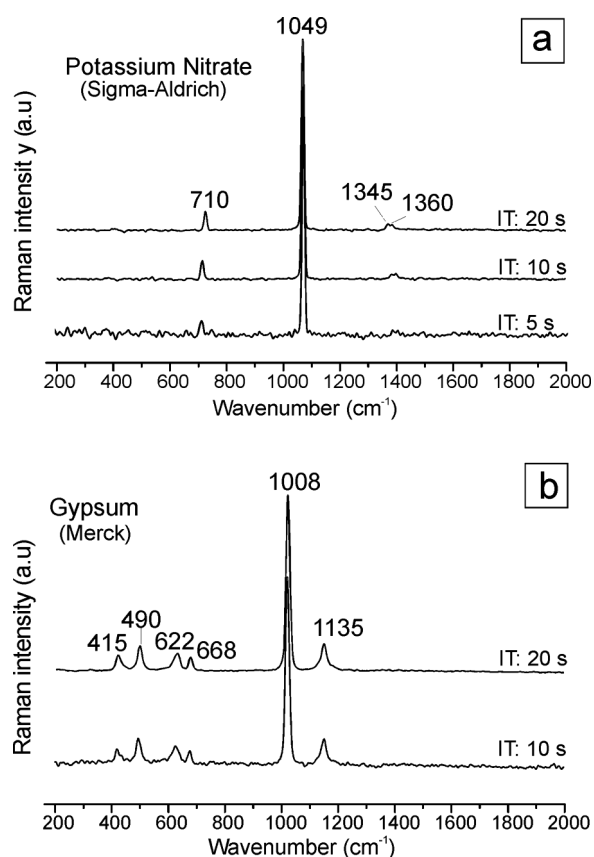 1049
a
Potassium Nitrate
(Sigma-Aldrich)
Raman intensit y (a.u)
710
1345
1360
IT: 20 s
IT: 10 s
IT: 5 s
200 400 600 800 1000 1200 1400 1600 1800 2000
Wavenumber (cm-1)
1008
b
Gypsum
(Merck)
Raman intensity (a.u)
415
490
622
668
1135
IT: 20 s
IT: 10 s
200 400 600 800 1000 1200 1400 1600 1800 2000
Wavenumber (cm-1)